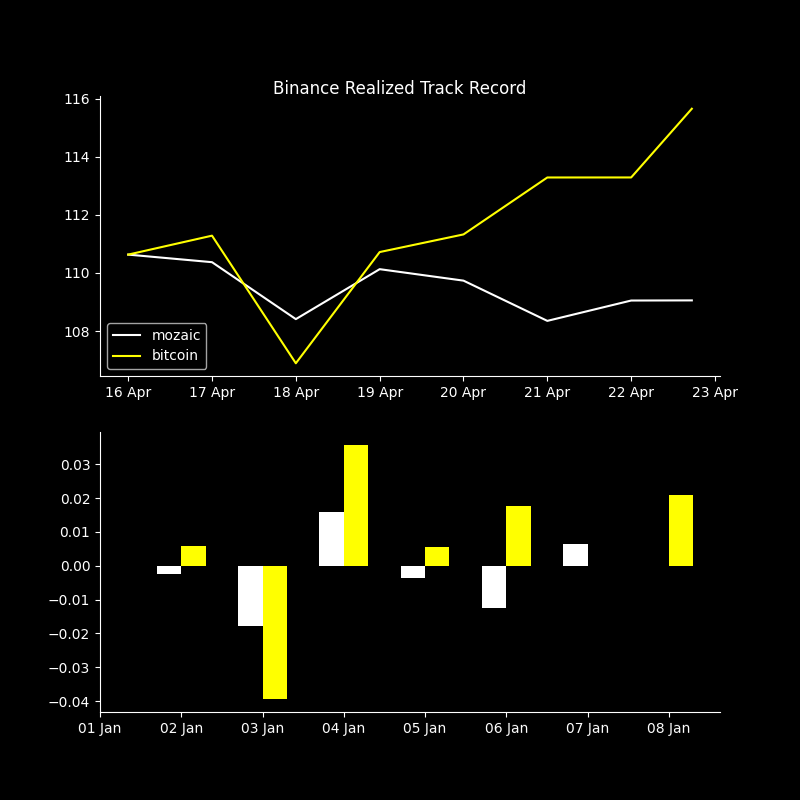 Binance Realized Track Record
116
114
112
110
108
mozaic
bitcoin
16 Apr 17 Apr 18 Apr 19 Apr 20 Apr 21 Apr 22 Apr 23 Apr
0.03
0.02
0.01
0.00
−0.01
−0.02
−0.03
−0.04
01 Jan 02 Jan 03 Jan 04 Jan 05 Jan 06 Jan 07 Jan 08 Jan